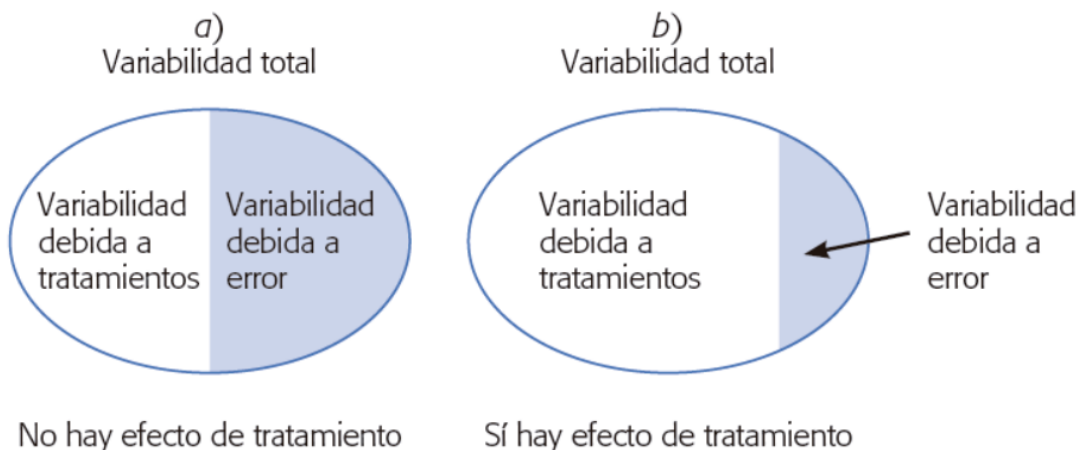 a)
Variabilidad total
Variabilidad
debida a
tratamientos
Variabilidad
debida a
error
No hay efecto de tratamiento
b)
Variabilidad total
Variabilidad
debida a
tratamientos
Variabilidad
debida a
error
Sí hay efecto de tratamiento